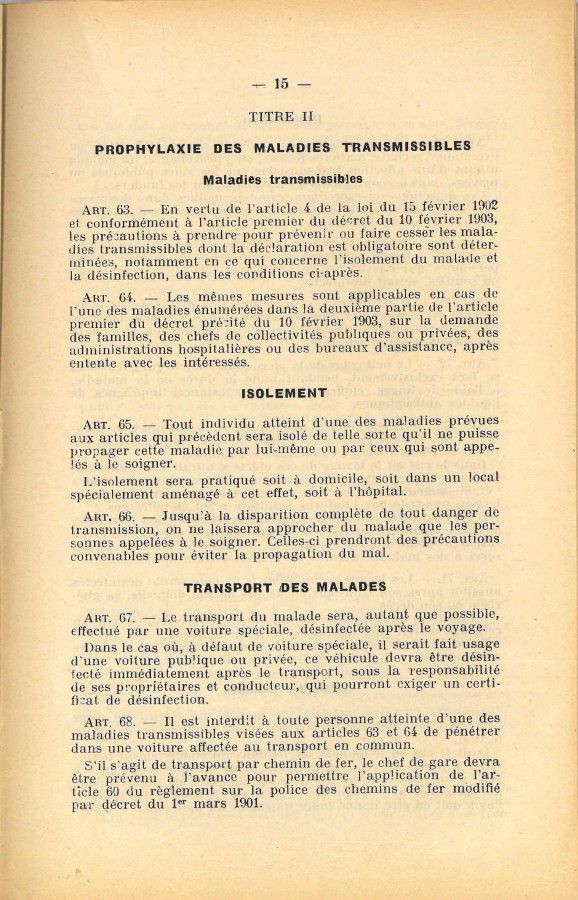 — 15 —
TITRE II
PROPHYLAXIE DES MALADIES TRANSMISSIBLES
Maladies transmissibles
ART. 63. — En vertu de l'article 4 de la loi du 15 février 1902
et conformément à l'article premier du décret du 10 février 1903,
les précautions à prendre pour prévenir ou faire cesser les mala-
dies transmissibles dont la déclaration est obligatoire sont déter-
minées, notamment en ce qui concerne l'isolement du malade et
la désinfection, dans les conditions ci-après.
ART. 64. — Les mêmes mesures sont applicables en cas de
l'une des maladies énumérées dans la deuxième partie de l'article
premier du décret précité du 10 février 1903, sur la demande
des familles, des chefs de collectivités publiques ou privées, des
administrations hospitalières ou des bureaux d'assistance, après
entente avec les intéressés.
ISOLEMENT
ART. 65. — Tout individu atteint d'une des maladies prévues
aux articles qui précèdent sera isolé de telle sorte qu'il ne puisse
propager cette maladie par lui-même ou par ceux qui sont appe-
lés à le soigner.
L'isolement sera pratiqué soit à domicile, soit dans un local
spécialement aménagé à cet effet, soit à l'hôpital.
ART. 66. — Jusqu'à la disparition complète de tout danger de
transmission, on ne laissera approcher du malade que les per-
sonnes appelées à le soigner. Celles-ci prendront des précautions
convenables pour éviter la propagation du mal.
TRANSPORT DES MALADES
ART. 67. — Le transport du malade sera, autant que possible,
effectué par une voiture spéciale, désinfectée après le voyage.
Dans le cas où, à défaut de voiture spéciale, il serait fait usage
d'une voiture publique ou privée, ce véhicule devra être désin-
fecté immédiatement après le transport, sous la responsabilité
de ses propriétaires et conducteur, qui pourront exiger un certi-
ficat de désinfection.
ART. 68. — Il est interdit à toute personne atteinte d'une des
maladies transmissibles visées aux articles 63 et 64 de pénétrer
dans une voiture affectée au transport en commun.
S'il s'agit de transport par chemin de fer, le chef de gare devra
être prévenu à l'avance pour permettre l'application de l'ar-
ticle 60 du règlement sur la police des chemins de fer modifié
par décret du 1er mars 1901.